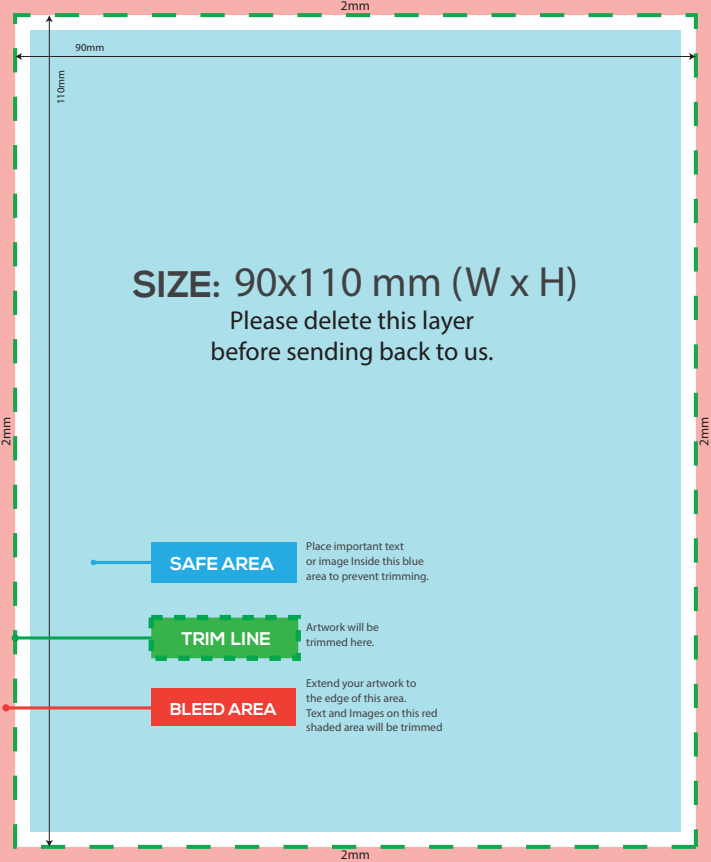 2mm
90mm
110mm
SIZE: 90x110 mm (W x H)
Please delete this layer
before sending back to us.
2mm
2mm
SAFE AREA
Place important text
or image Inside this blue
area to prevent trimming.
TRIM LINE
Artwork will be
trimmed here.
BLEED AREA
Extend your artwork to
the edge of this area.
Text and Images on this red
shaded area will be trimmed
2mm